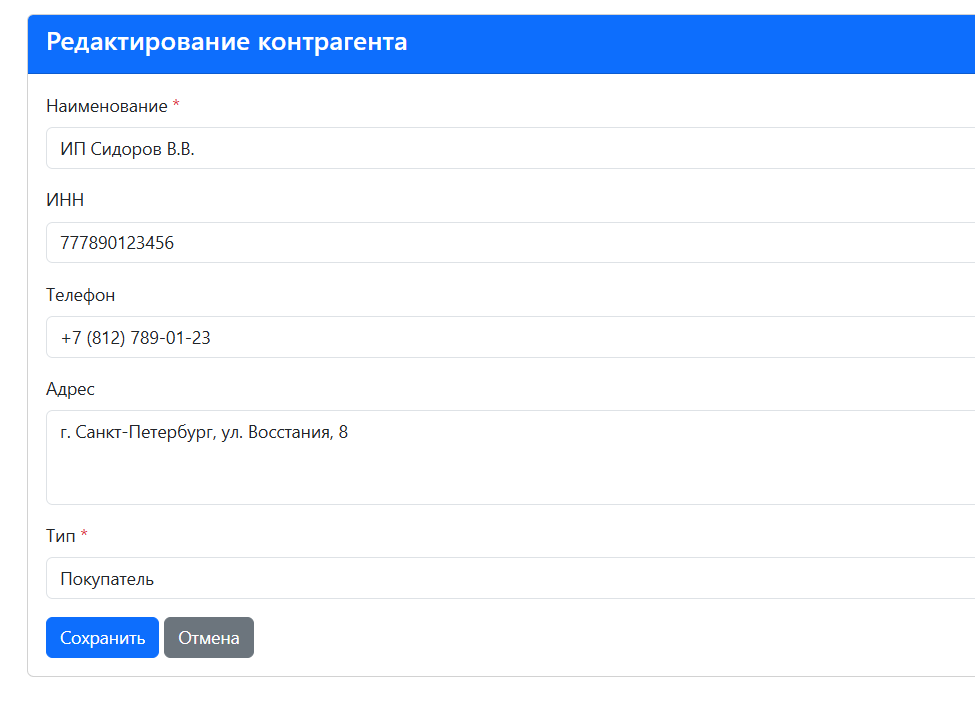 Редактирование контрагента
Наименование *
ИП Сидоров В.В.
ИНН
777890123456
Телефон
+7 (812) 789-01-23
Адрес
г. Санкт-Петербург, ул. Восстания, 8
Тип *
Покупатель
Сохранить Отмена